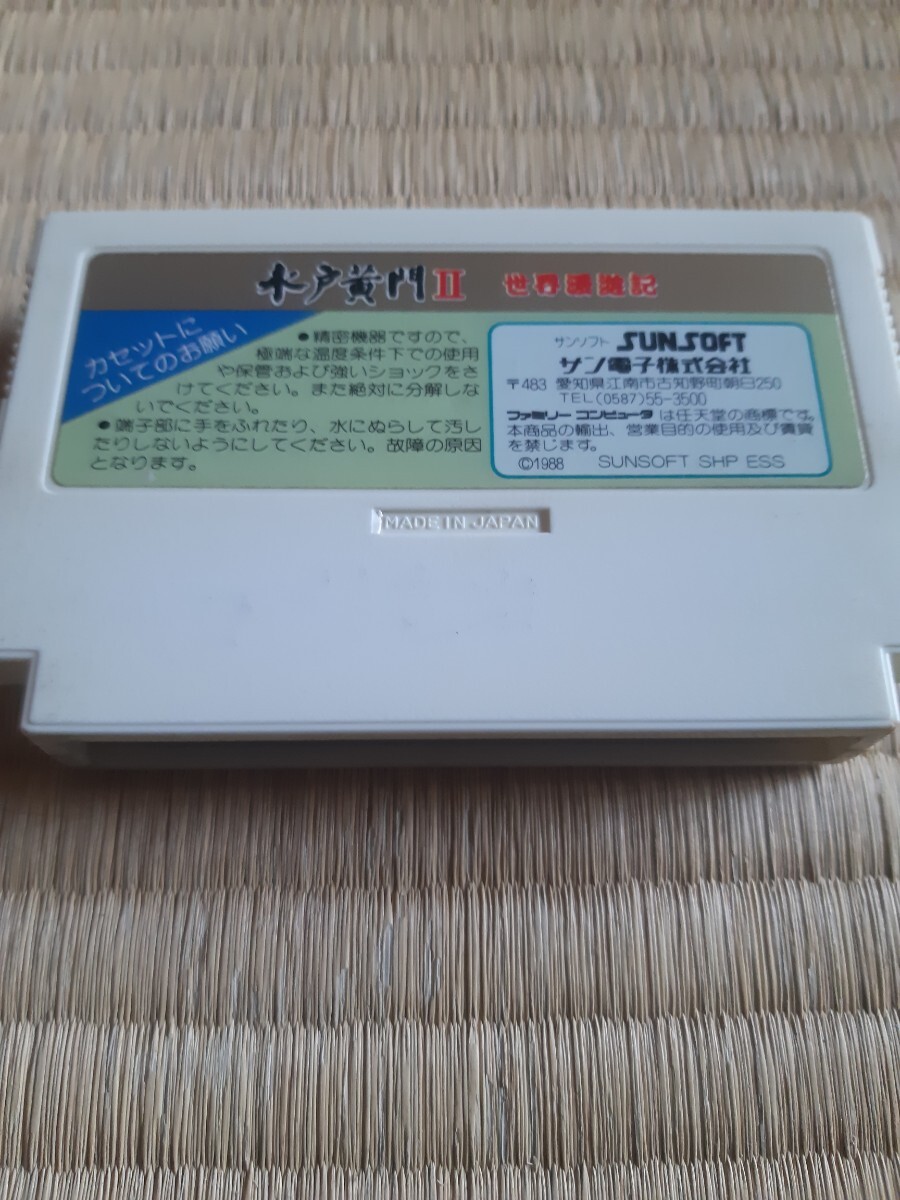 水戸黄門II 世界漫遊記
カセットに
ついてのお願い
●精密機器ですので、
極端な温度条件下での使用
や保管および強いショックをさ
けてください。また絶対に分解しな
いでください。
●端子部に手をふれたり、水にぬらして汚し
たりしないようにしてください。故障の原因
となります。
サンソフト SUNSOFT
サン電子株式会社
〒483 愛知県江南市古知野町朝日250
TEL(0587)55-3500
ファミリーコンピュータは任天堂の商標です。
本商品の輸出、営業目的の使用及び賃貸
を禁じます。
©1988 SUNSOFT SHP ESS
MADE IN JAPAN